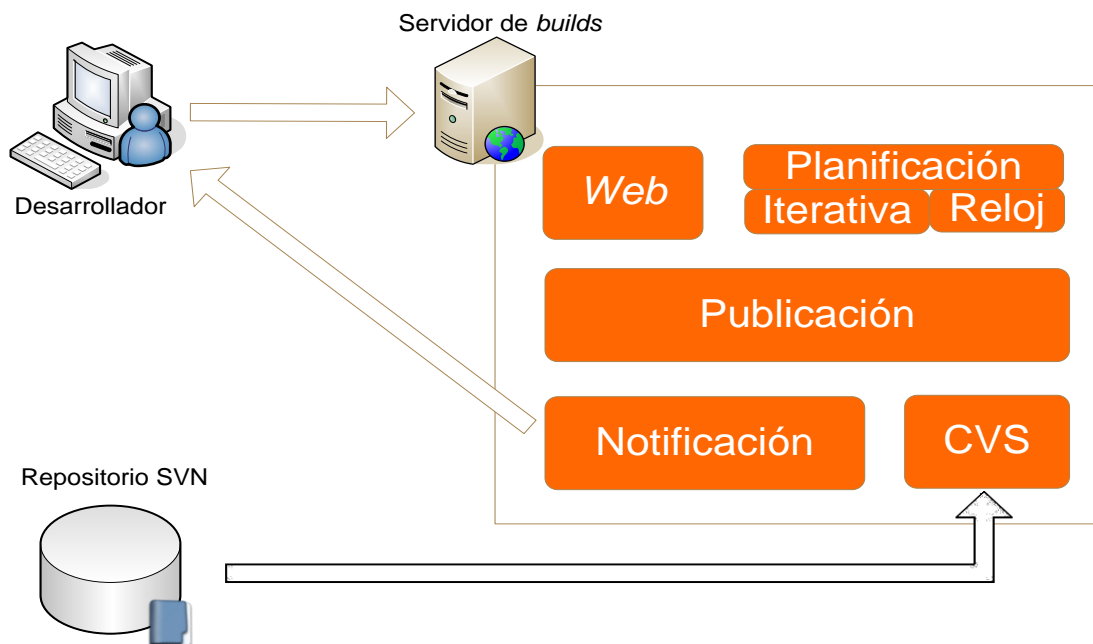 Servidor de builds
Desarrollador
Web
Planificación
Iterativa
Reloj
Publicación
Notificación
CVS
Repositorio SVN